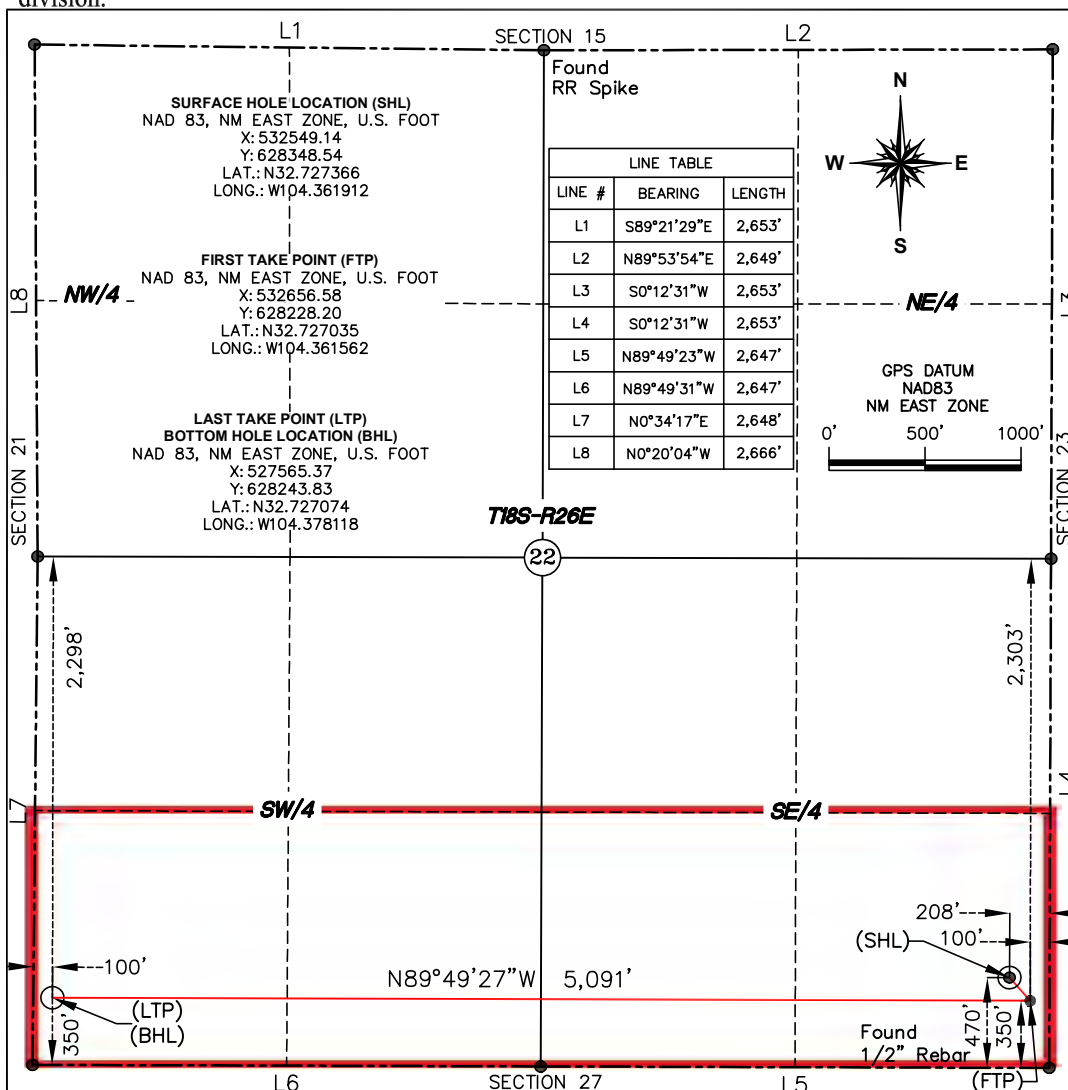 division.
L1
SECTION 15
L2
Found
RR Spike
SURFACE HOLE LOCATION (SHL)
NAD 83, NM EAST ZONE, U.S. FOOT
X: 532549.14
Y: 628348.54
LAT.: N32.727366
LONG.: W104.361912
FIRST TAKE POINT (FTP)
NAD 83, NM EAST ZONE, U.S. FOOT
X: 532656.58
Y: 628228.20
LAT.: N32.727035
LONG.: W104.361562
LAST TAKE POINT (LTP)
BOTTOM HOLE LOCATION (BHL)
NAD 83, NM EAST ZONE, U.S. FOOT
X: 527565.37
Y: 628243.83
LAT.: N32.727074
LONG.: W104.378118
LINE TABLE
LINE # BEARING LENGTH
L1 S89°21'29"E 2,653'
L2 N89°53'54"E 2,649'
L3 S0°12'31"W 2,653'
L4 S0°12'31"W 2,653'
L5 N89°49'23"W 2,647'
L6 N89°49'31"W 2,647'
L7 N0°34'17"E 2,648'
L8 N0°20'04"W 2,666'
N
W E
S
L8
NW/4
NE/4
L3
GPS DATUM
NAD83
NM EAST ZONE
0' 500' 1000'
SECTION 21
SECTION 23
T18S-R26E
22
2,298'
2,303'
L7
SW/4
SE/4
L4
208'
(SHL)
100'
100'
N89°49'27"W 5,091'
(LTP)
(BHL)
350'
470'
350'
Found
1/2" Rebar
(FTP)
L6
SECTION 27
L5